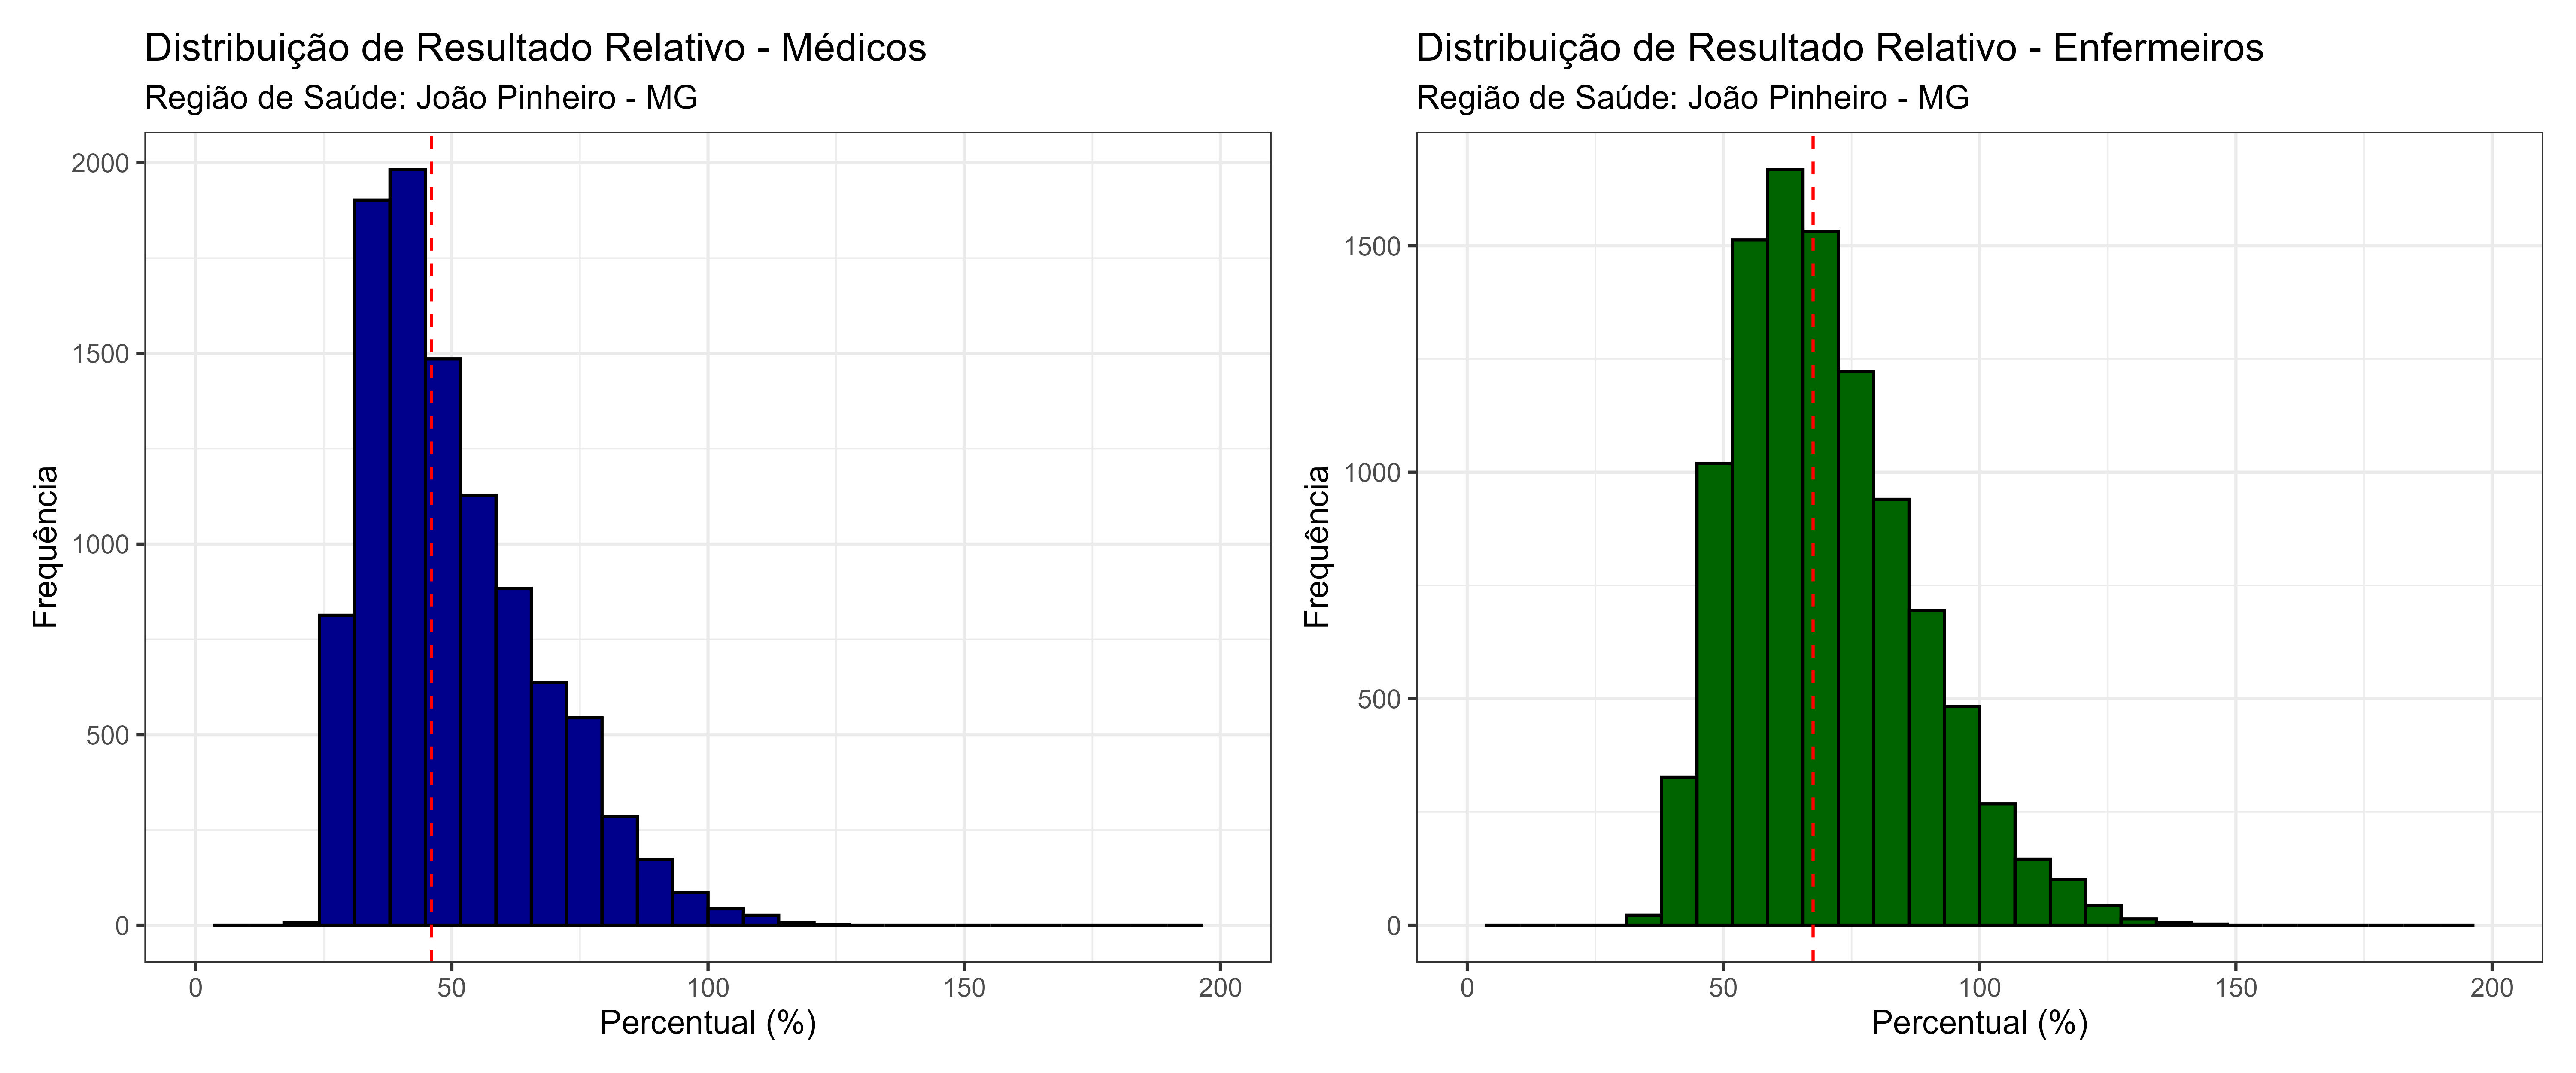 Distribuição de Resultado Relativo - Médicos
Região de Saúde: João Pinheiro - MG
2000
1500
1000
500
0
Frequência
0 50 100 150 200
Percentual (%)
Distribuição de Resultado Relativo - Enfermeiros
Região de Saúde: João Pinheiro - MG
1500
1000
500
0
Frequência
0 50 100 150 200
Percentual (%)